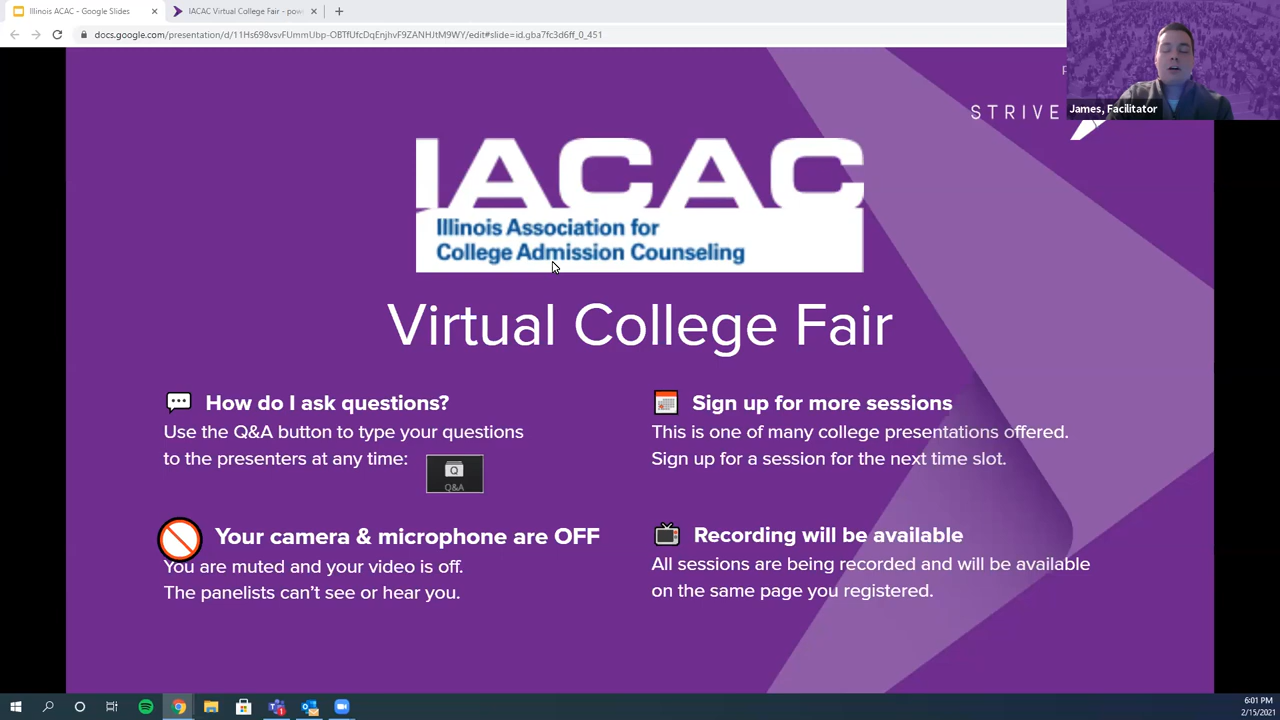 Illinois ACAC - Google Slides
IACAC Virtual College Fair - pow
docs.google.com/presentation/d/11Hs698vsvFUmmUbp-OBTfUfcDqEnjhvF9ZANHJtM9WY/edit#slide=id.gba7fc3d6ff_0_451
James, Facilitator
STRIVE
IACAC
Illinois Association for
College Admission Counseling
Virtual College Fair
How do I ask questions?
Use the Q&A button to type your questions
to the presenters at any time:
Q
Q&A
Sign up for more sessions
This is one of many college presentations offered.
Sign up for a session for the next time slot.
Your camera & microphone are OFF
You are muted and your video is off.
The panelists can't see or hear you.
Recording will be available
All sessions are being recorded and will be available
on the same page you registered.
6:01 PM
2/15/2021